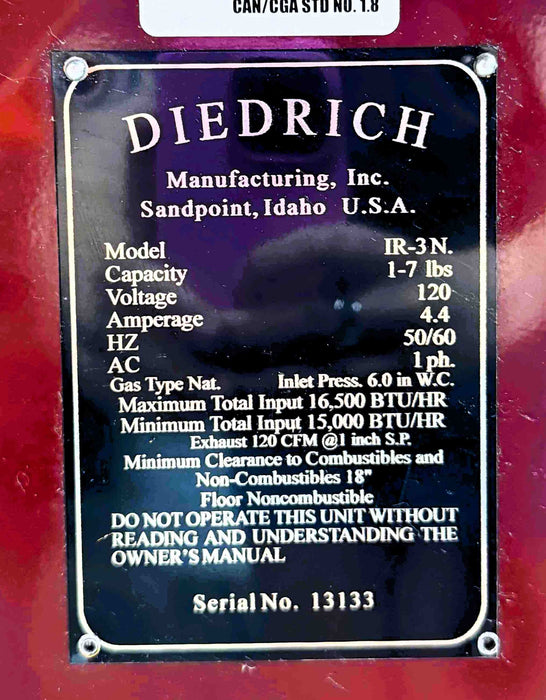 CAN/CGA STD NO. 1.8
DIEDRICH
Manufacturing, Inc.
Sandpoint, Idaho U.S.A.
Model IR-3 N.
Capacity 1-7 lbs
Voltage 120
Amperage 4.4
HZ 50/60
AC 1 ph.
Gas Type Nat. Inlet Press. 6.0 in W.C.
Maximum Total Input 16,500 BTU/HR
Minimum Total Input 15,000 BTU/HR
Exhaust 120 CFM @1 inch S.P.
Minimum Clearance to Combustibles and
Non-Combustibles 18"
Floor Noncombustible
DO NOT OPERATE THIS UNIT WITHOUT
READING AND UNDERSTANDING THE
OWNER'S MANUAL
Serial No. 13133